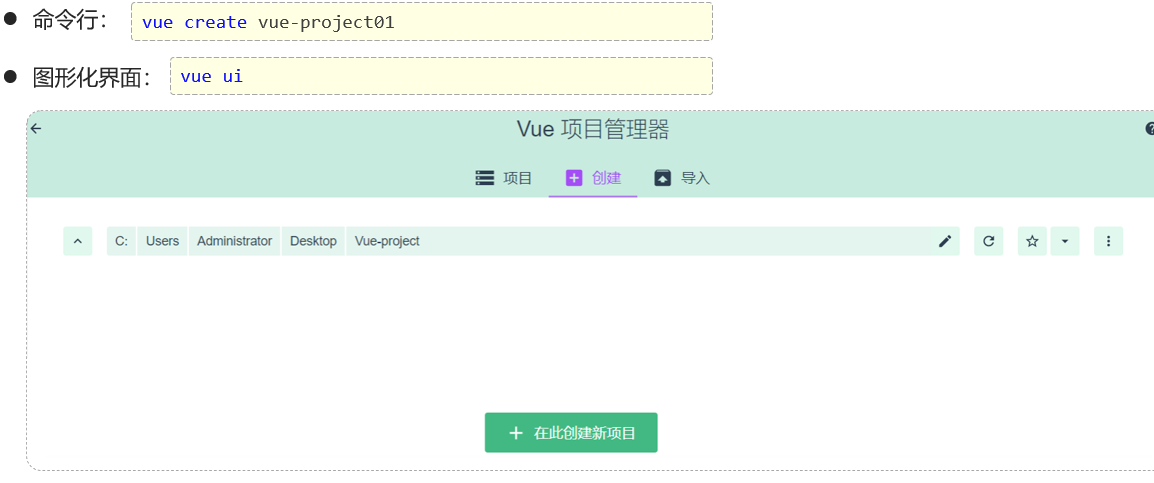 ● 命令行： vue create vue-project01
● 图形化界面： vue ui
Vue 项目管理器
项目 创建 导入
C: Users Administrator Desktop Vue-project
在此创建新项目